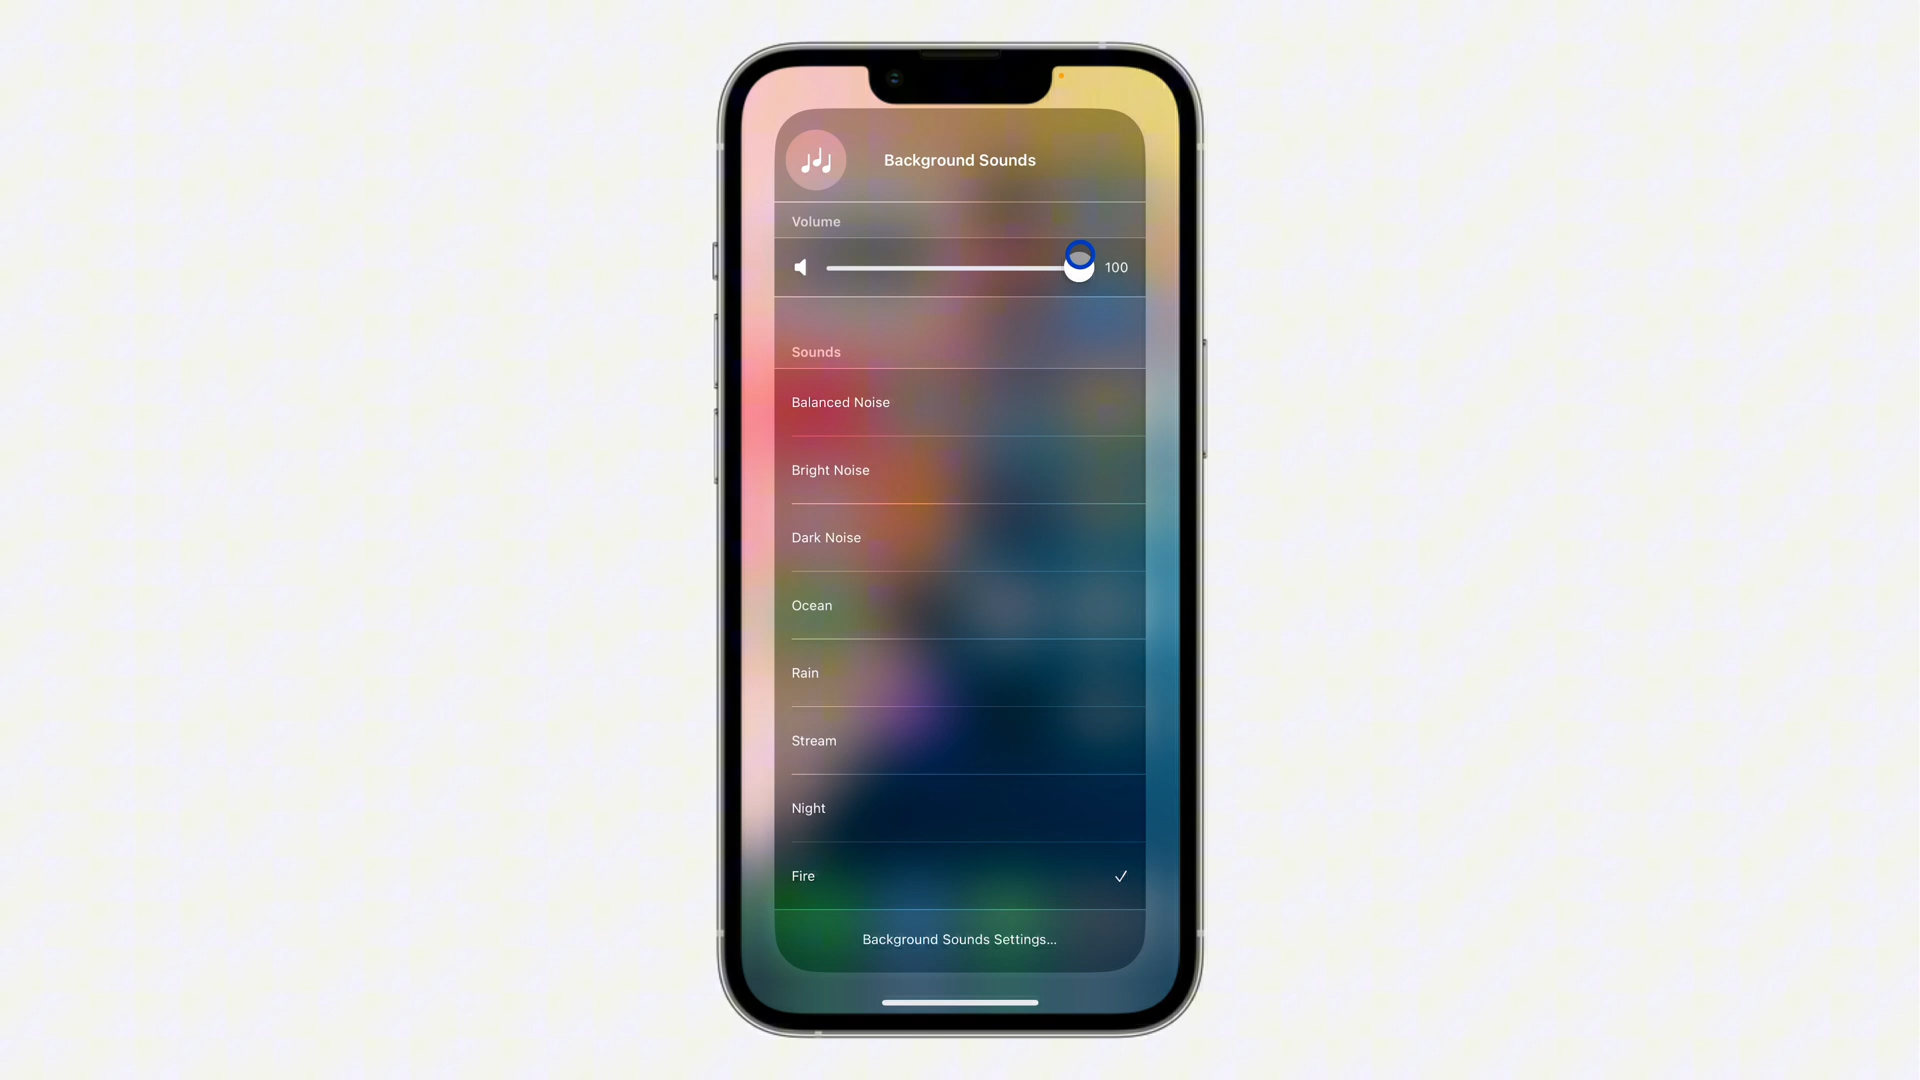 Background Sounds
Volume
100
Sounds
Balanced Noise
Bright Noise
Dark Noise
Ocean
Rain
Stream
Night
Fire
Background Sounds Settings...